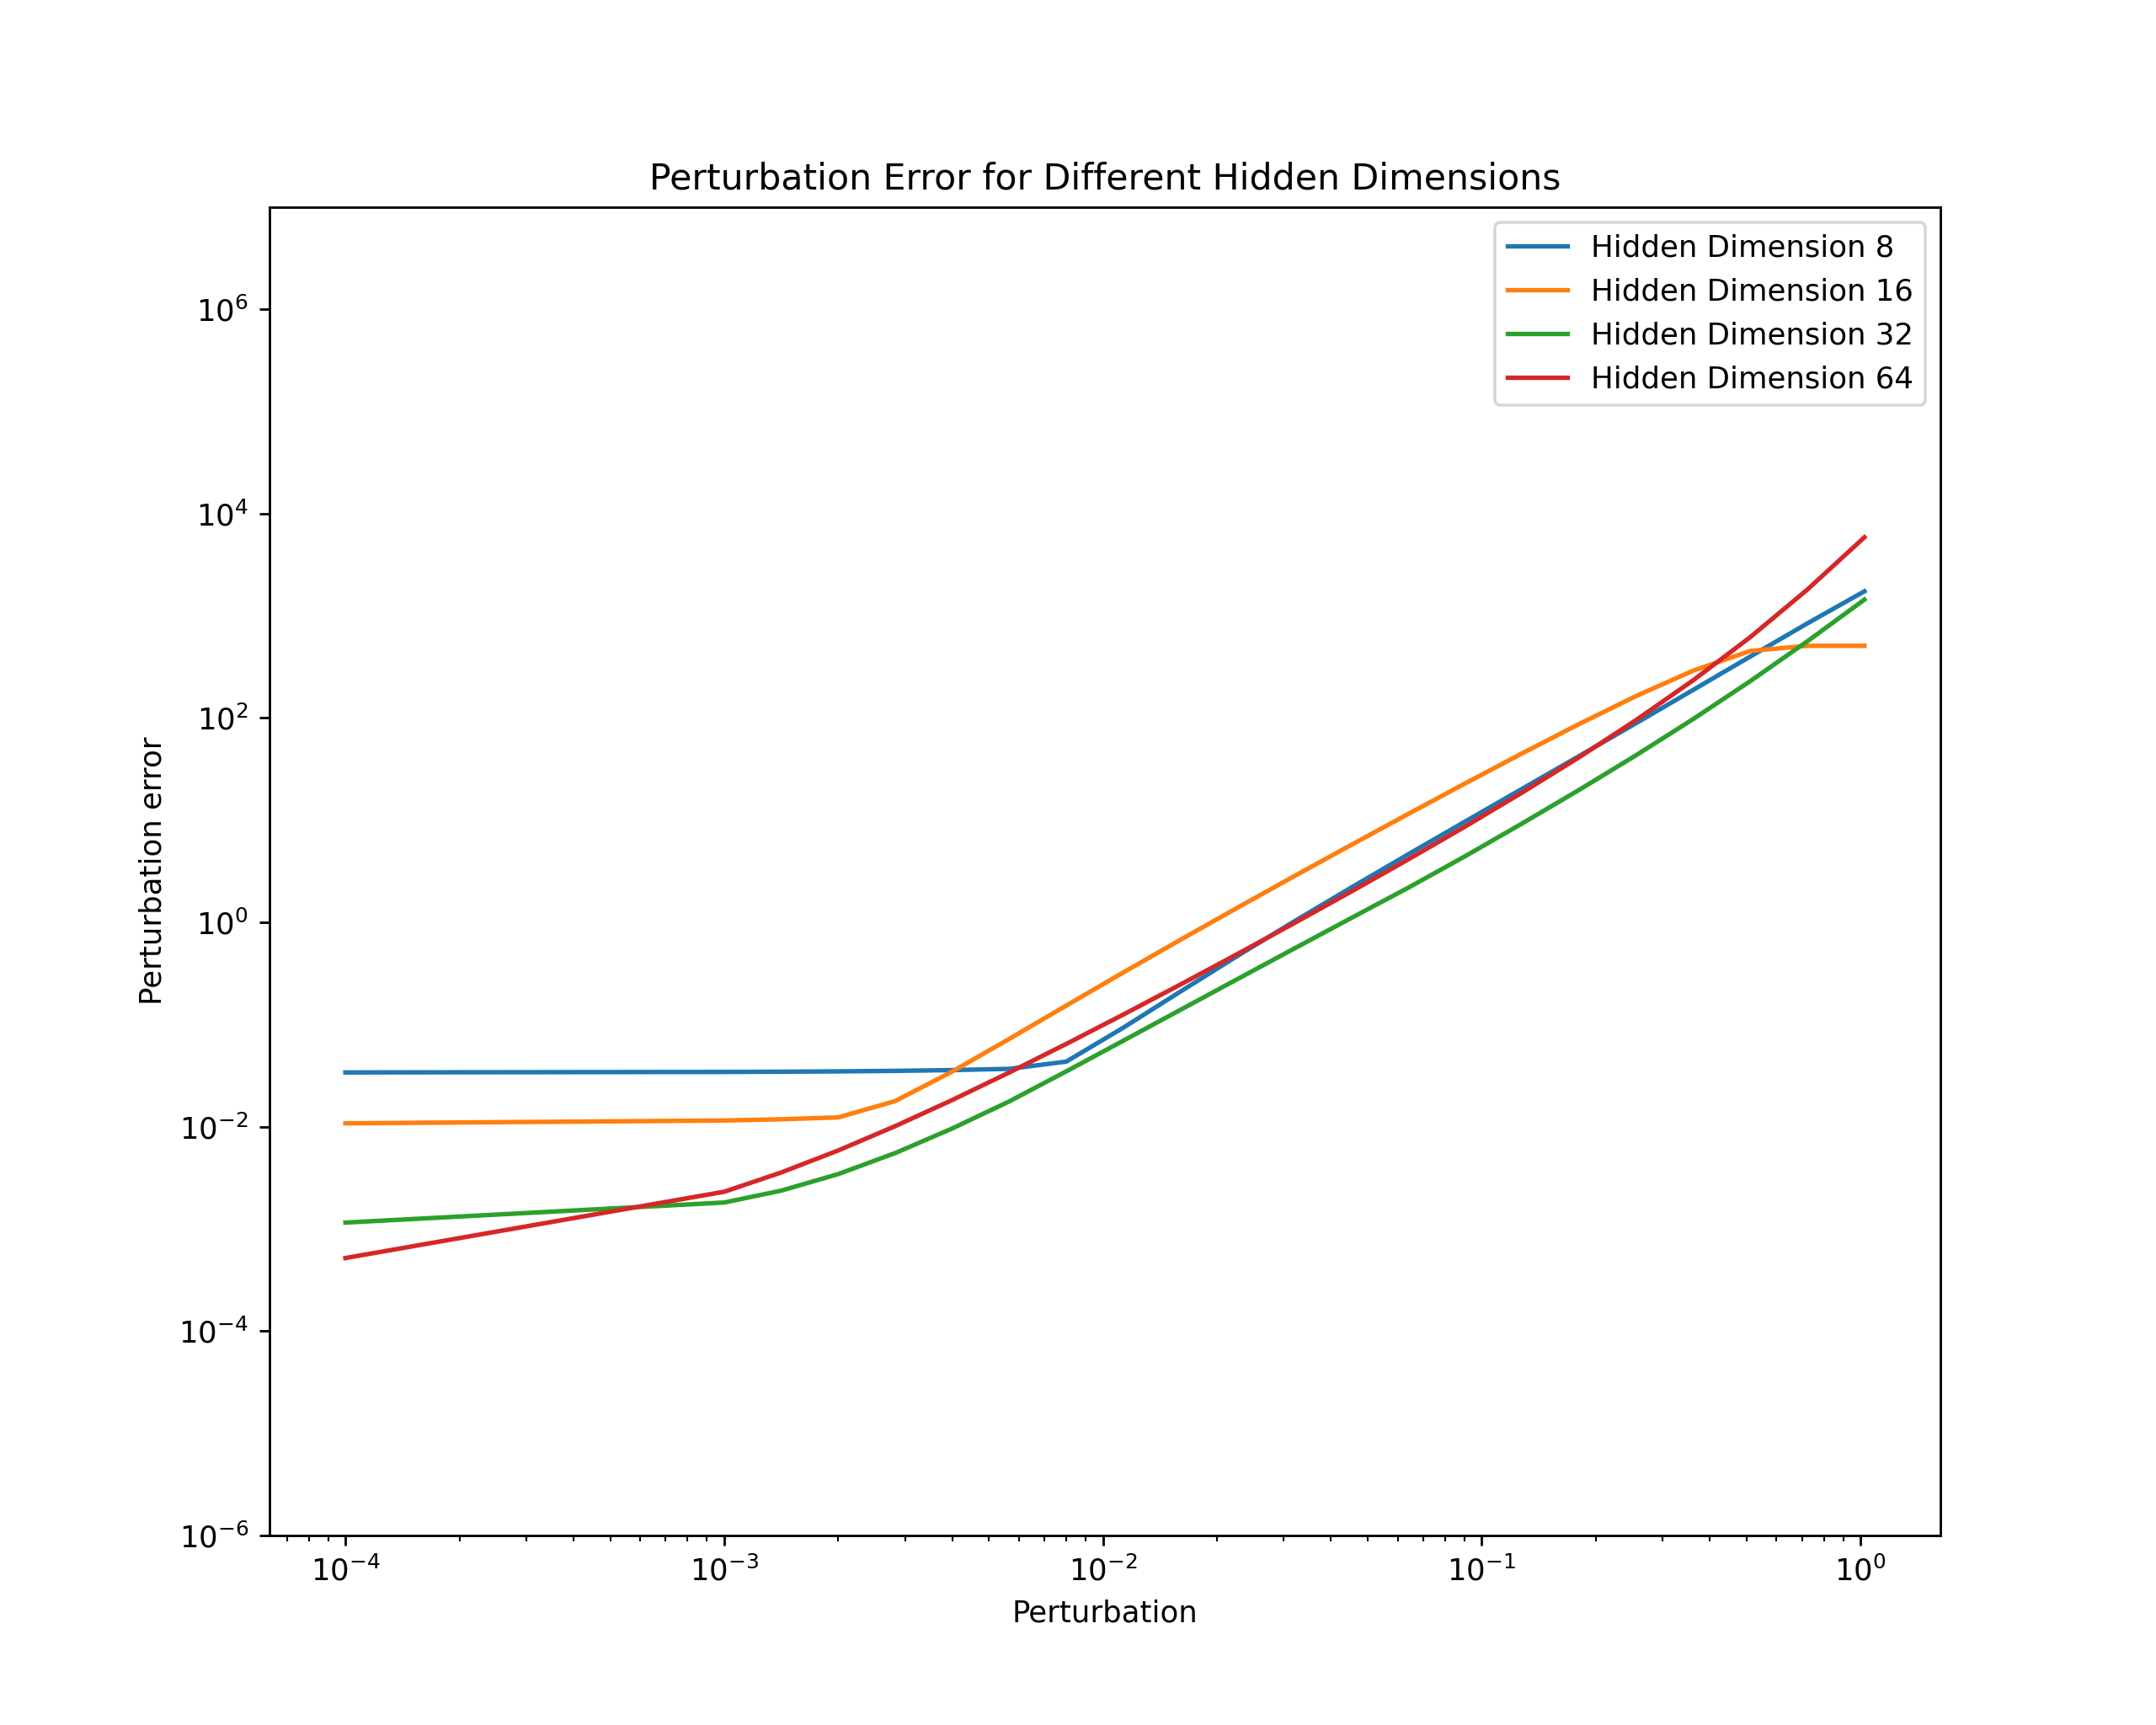 Perturbation Error for Different Hidden Dimensions
Hidden Dimension 8
Hidden Dimension 16
Hidden Dimension 32
Hidden Dimension 64
Perturbation error
10⁶
10⁴
10²
10⁰
10⁻²
10⁻⁴
10⁻⁶
10⁻⁴ 10⁻³ 10⁻² 10⁻¹ 10⁰
Perturbation